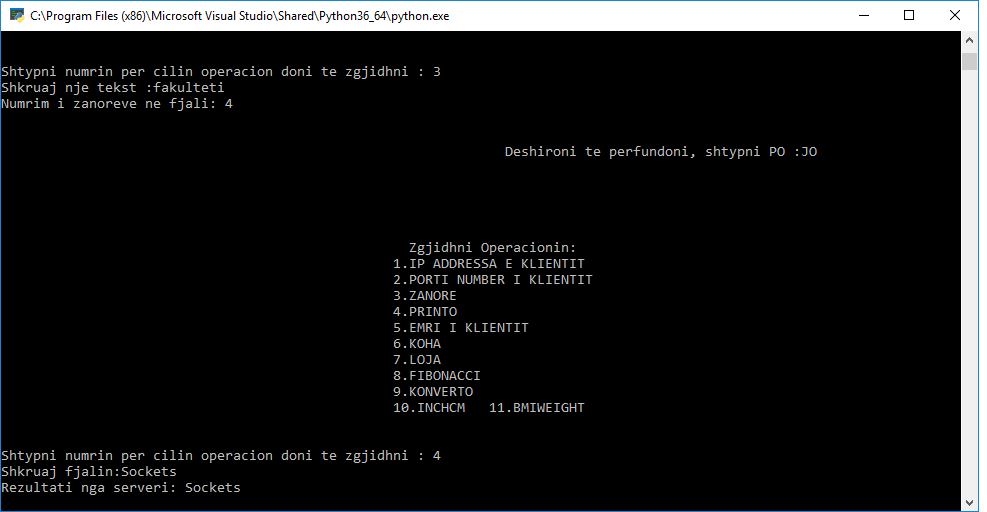 C:\Program Files (x86)\Microsoft Visual Studio\Shared\Python36_64\python.exe
Shtypni numrin per cilin operacion doni te zgjidhni : 3
Shkruaj nje tekst :fakulteti
Numrim i zanoreve ne fjali: 4
Deshironi te perfundoni, shtypni PO :JO
Zgjidhni Operacionin:
1.IP ADDRESSA E KLIENTIT
2.PORTI NUMBER I KLIENTIT
3.ZANORE
4.PRINTO
5.EMRI I KLIENTIT
6.KOHA
7.LOJA
8.FIBONACCI
9.KONVERTO
10.INCHCM   11.BMIWEIGHT
Shtypni numrin per cilin operacion doni te zgjidhni : 4
Shkruaj fjalin:Sockets
Rezultati nga serveri: Sockets